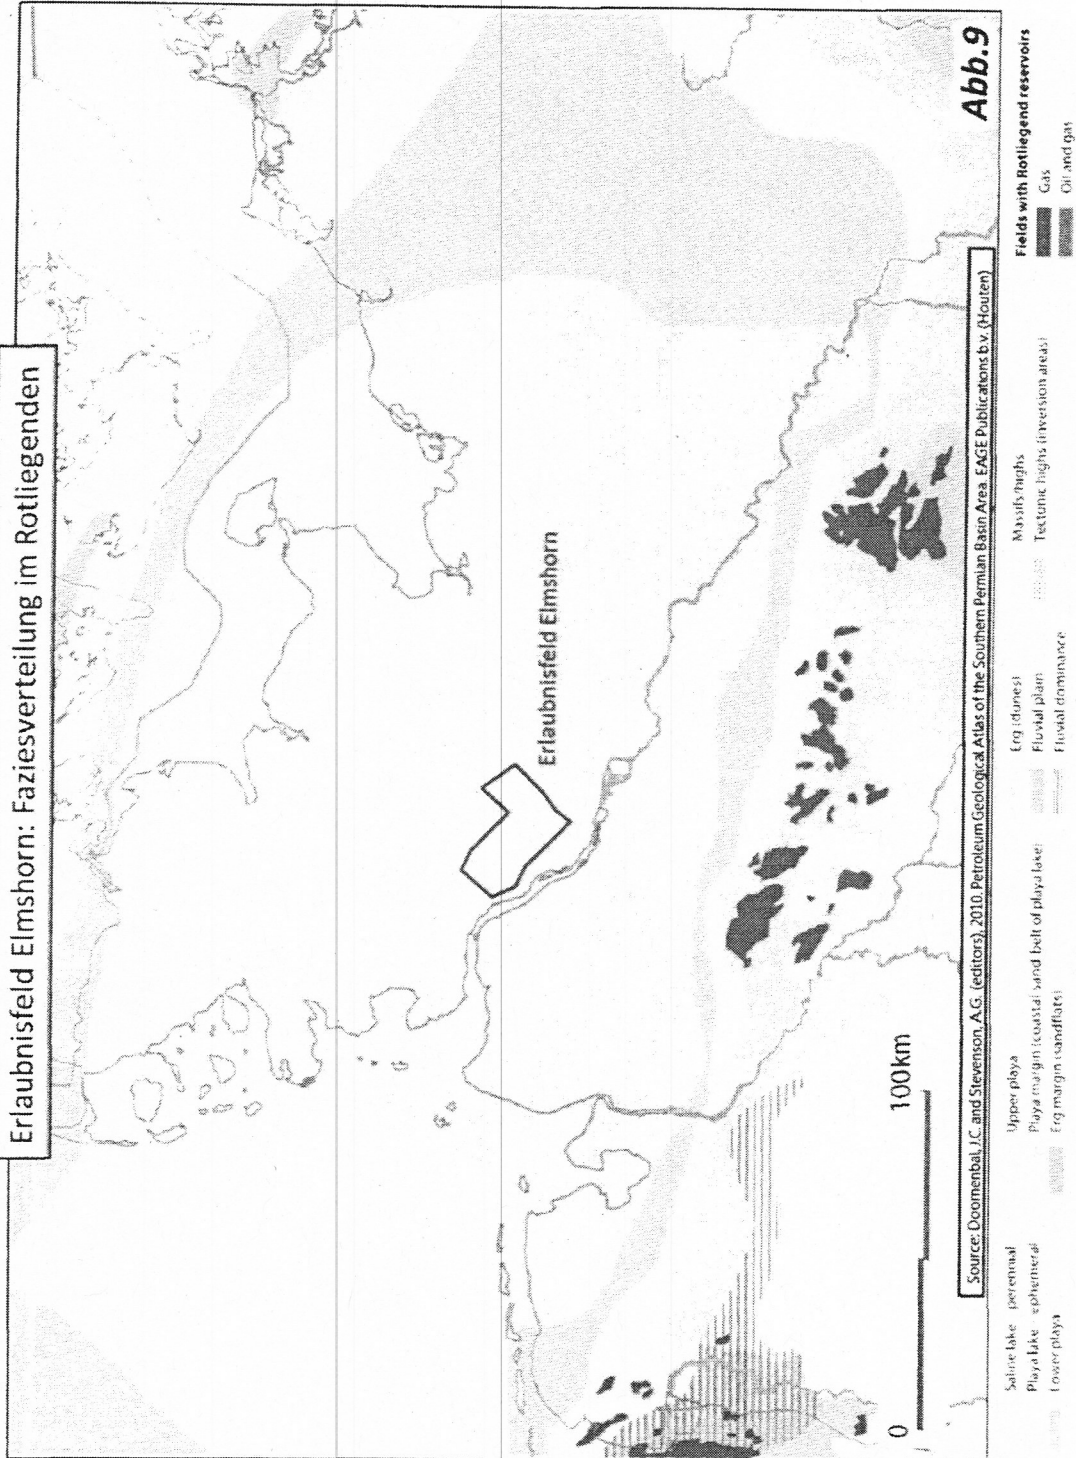 Erlaubnisfeld Elmshorn: Faziesverteilung im Rotliegenden
Erlaubnisfeld Elmshorn
0 100km
Abb.9
Source: Doornenbal, J.C. and Stevenson, A.G. (editors), 2010. Petroleum Geological Atlas of the Southern Permian Basin Area. EAGE Publications b.v. (Houten)
Saline lake - perennial
Playa lake - ephemeral
Lower playa
Upper playa
Playa margin (coastal sand belt of playa lake)
Erg margin (sandflats)
Erg (dunes)
Fluvial plain
Fluvial dominance
Massifs/highs
Tectonic highs (inversion areas)
Fields with Rotliegend reservoirs
Gas
Oil and gas